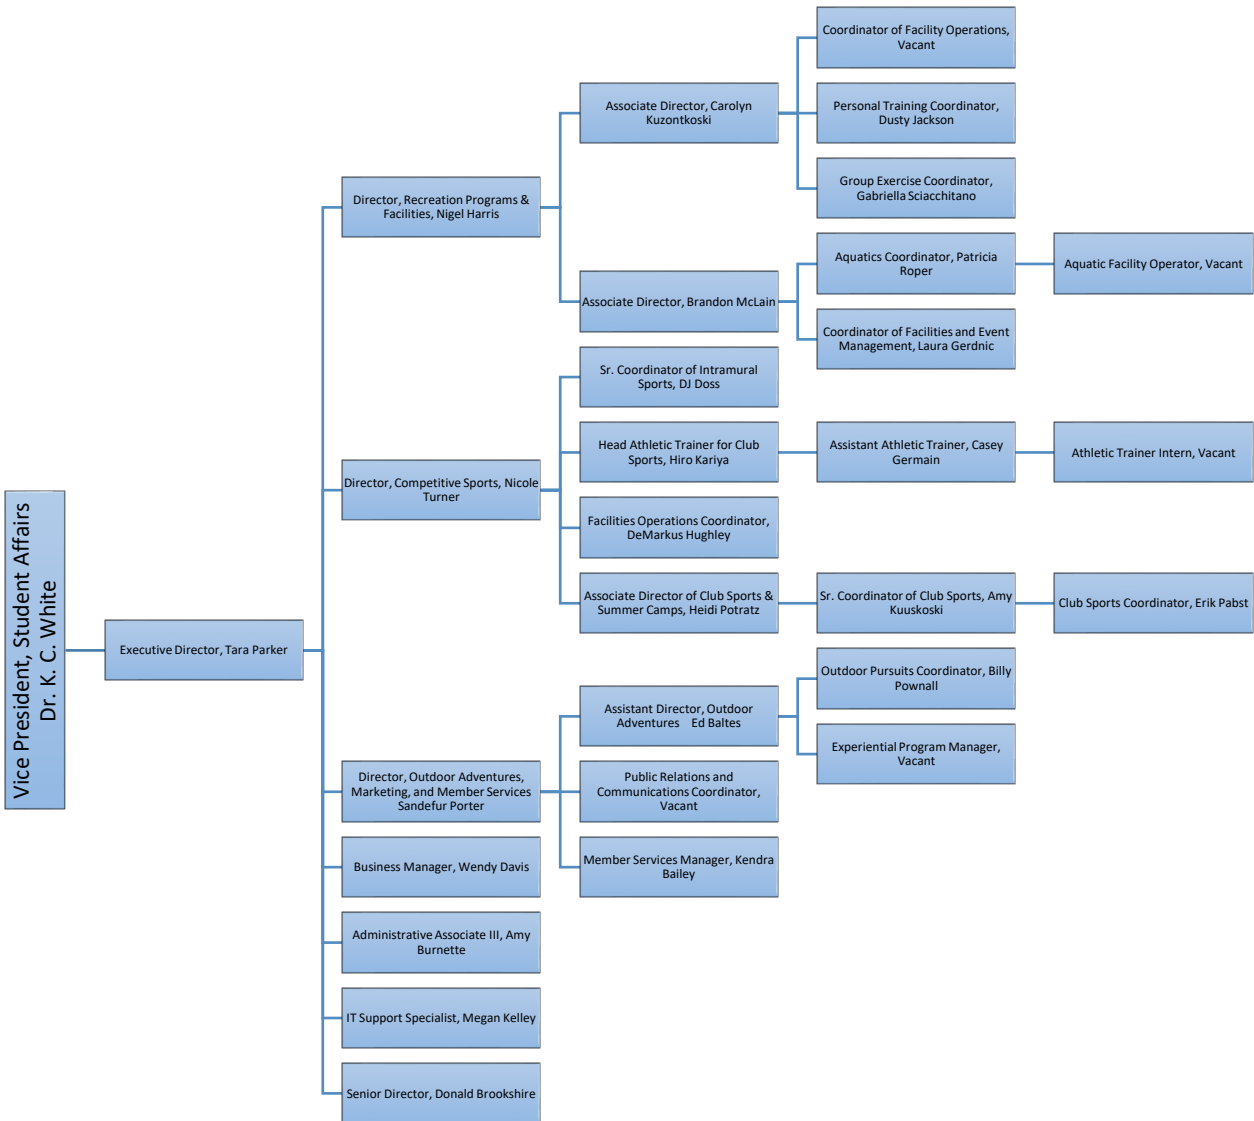 Vice President, Student Affairs
Dr. K. C. White
Executive Director, Tara Parker
Director, Recreation Programs &
Facilities, Nigel Harris
Associate Director, Carolyn
Kuzontkoski
Coordinator of Facility Operations,
Vacant
Personal Training Coordinator,
Dusty Jackson
Group Exercise Coordinator,
Gabriella Sciacchitano
Associate Director, Brandon McLain
Aquatics Coordinator, Patricia
Roper
Aquatic Facility Operator, Vacant
Coordinator of Facilities and Event
Management, Laura Gerdnic
Director, Competitive Sports, Nicole
Turner
Sr. Coordinator of Intramural
Sports, DJ Doss
Head Athletic Trainer for Club
Sports, Hiro Kariya
Assistant Athletic Trainer, Casey
Germain
Athletic Trainer Intern, Vacant
Facilities Operations Coordinator,
DeMarkus Hughley
Associate Director of Club Sports &
Summer Camps, Heidi Potratz
Sr. Coordinator of Club Sports, Amy
Kuuskoski
Club Sports Coordinator, Erik Pabst
Director, Outdoor Adventures,
Marketing, and Member Services
Sandefur Porter
Assistant Director, Outdoor
Adventures Ed Baltes
Outdoor Pursuits Coordinator, Billy
Pownall
Experiential Program Manager,
Vacant
Public Relations and
Communications Coordinator,
Vacant
Member Services Manager, Kendra
Bailey
Business Manager, Wendy Davis
Administrative Associate III, Amy
Burnette
IT Support Specialist, Megan Kelley
Senior Director, Donald Brookshire